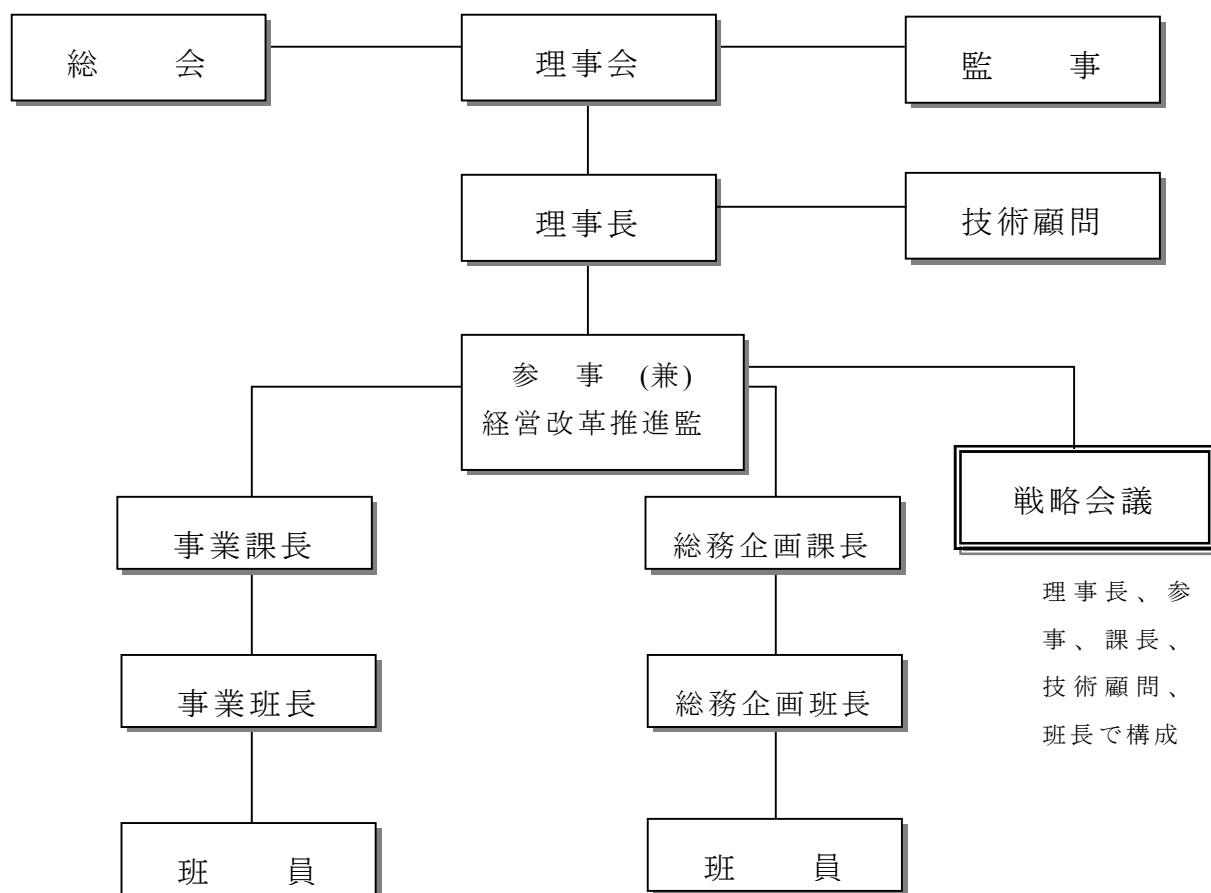 総　　会
理事会
監　　事
理事長
技術顧問
参　事　(兼)
経営改革推進監
戦略会議
事業課長
総務企画課長
理事長、参
事、課長、
技術顧問、
班長で構成
事業班長
総務企画班長
班　　員
班　　員